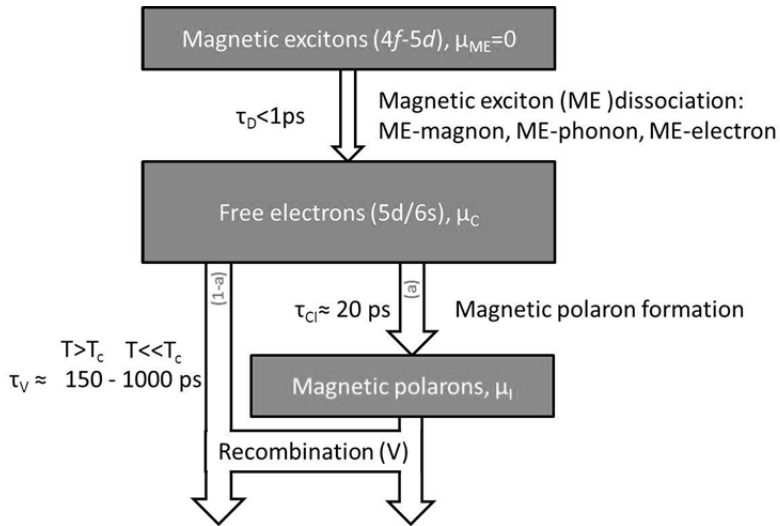 Magnetic excitons (4f-5d), μME=0
τD<1ps
Magnetic exciton (ME )dissociation:
ME-magnon, ME-phonon, ME-electron
Free electrons (5d/6s), μC
(1-a)
(a)
τCI≈ 20 ps
Magnetic polaron formation
T>Tc T<<Tc
τV ≈ 150 - 1000 ps
Magnetic polarons, μI
Recombination (V)